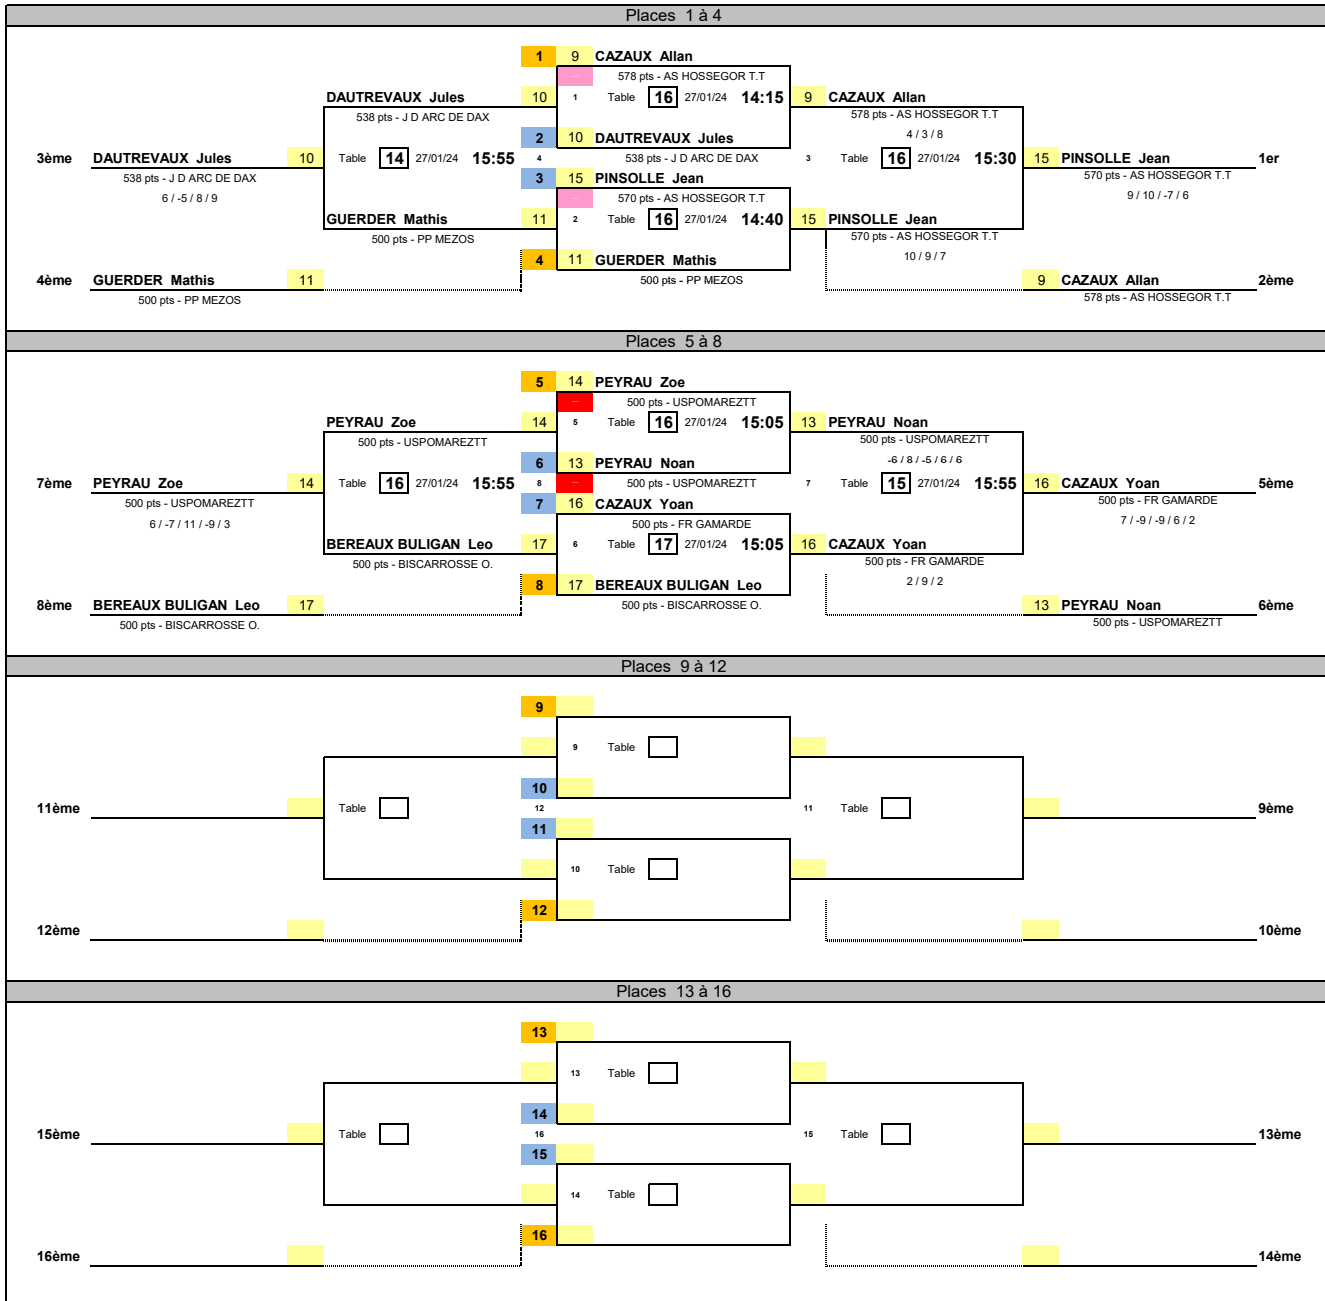 Places 1 à 4
1 9 CAZAUX Allan
578 pts - AS HOSSEGOR T.T
DAUTREVAUX Jules 10 1 Table 16 27/01/24 14:15 9 CAZAUX Allan
538 pts - J D ARC DE DAX 578 pts - AS HOSSEGOR T.T
2 10 DAUTREVAUX Jules 4 / 3 / 8
3ème DAUTREVAUX Jules 10 Table 14 27/01/24 15:55 4 538 pts - J D ARC DE DAX 3 Table 16 27/01/24 15:30 15 PINSOLLE Jean 1er
538 pts - J D ARC DE DAX 3 15 PINSOLLE Jean 570 pts - AS HOSSEGOR T.T
6 / -5 / 8 / 9 570 pts - AS HOSSEGOR T.T 9 / 10 / -7 / 6
GUERDER Mathis 11 2 Table 16 27/01/24 14:40 15 PINSOLLE Jean
500 pts - PP MEZOS 570 pts - AS HOSSEGOR T.T
4 11 GUERDER Mathis 10 / 9 / 7
4ème GUERDER Mathis 11 500 pts - PP MEZOS 9 CAZAUX Allan 2ème
500 pts - PP MEZOS 578 pts - AS HOSSEGOR T.T
Places 5 à 8
5 14 PEYRAU Zoe
500 pts - USPOMAREZTT
PEYRAU Zoe 14 5 Table 16 27/01/24 15:05 13 PEYRAU Noan
500 pts - USPOMAREZTT 500 pts - USPOMAREZTT
6 13 PEYRAU Noan -6 / 8 / -5 / 6 / 6
7ème PEYRAU Zoe 14 Table 16 27/01/24 15:55 8 500 pts - USPOMAREZTT 7 Table 15 27/01/24 15:55 16 CAZAUX Yoan 5ème
500 pts - USPOMAREZTT 7 16 CAZAUX Yoan 500 pts - FR GAMARDE
6 / -7 / 11 / -9 / 3 500 pts - FR GAMARDE 7 / -9 / -9 / 6 / 2
BEREAUX BULIGAN Leo 17 6 Table 17 27/01/24 15:05 16 CAZAUX Yoan
500 pts - BISCARROSSE O. 500 pts - FR GAMARDE
8 17 BEREAUX BULIGAN Leo 2 / 9 / 2
8ème BEREAUX BULIGAN Leo 17 500 pts - BISCARROSSE O. 13 PEYRAU Noan 6ème
500 pts - BISCARROSSE O. 500 pts - USPOMAREZTT
Places 9 à 12
9
9 Table
10
11ème Table 12 11 Table 9ème
11
10 Table
12
12ème 10ème
Places 13 à 16
13
13 Table
14
15ème Table 16 15 Table 13ème
15
14 Table
16
16ème 14ème